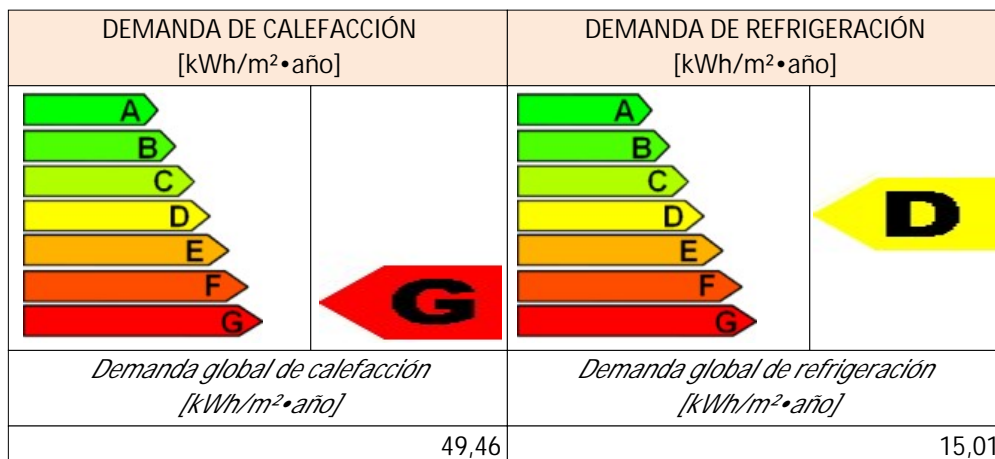 DEMANDA DE CALEFACCIÓN
[kWh/m²•año]
DEMANDA DE REFRIGERACIÓN
[kWh/m²•año]
A
B
C
D
E
F
G
G
A
B
C
D
E
F
G
D
Demanda global de calefacción
[kWh/m²•año]
Demanda global de refrigeración
[kWh/m²•año]
49,46
15,01